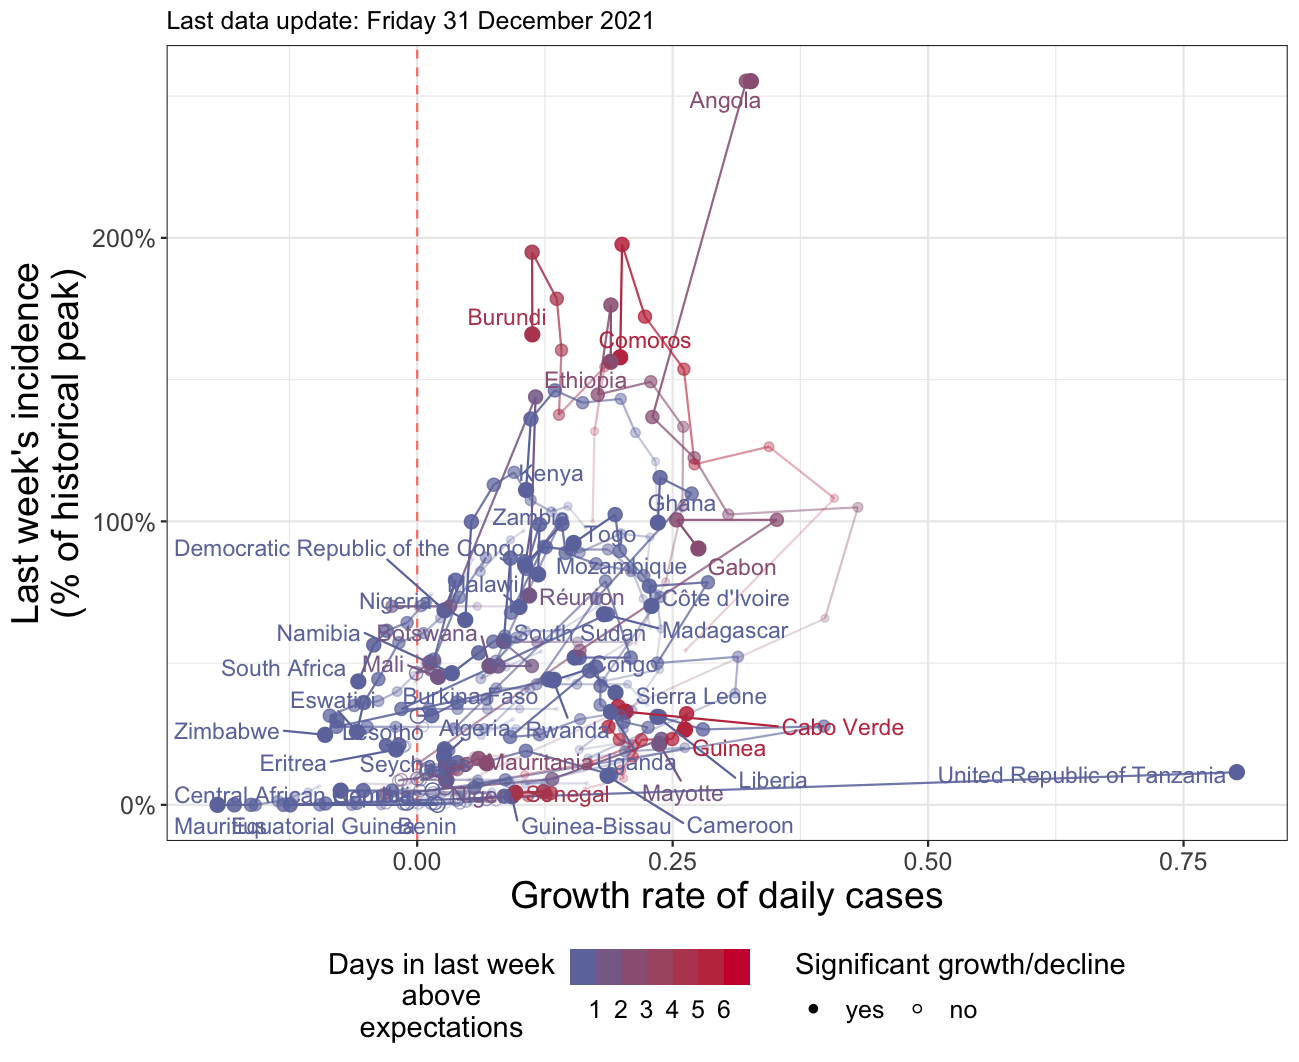 Last data update: Friday 31 December 2021
Last week's incidence
(% of historical peak)
200%
100%
0%
Angola
Burundi
Comoros
Ethiopia
Kenya
Ghana
Zambia
Togo
Democratic Republic of the Congo
Mozambique
Gabon
Malawi
Nigeria
Réunion
Côte d'Ivoire
Namibia
Botswana
South Sudan
Madagascar
South Africa
Mali
Congo
Eswatini
Burkina Faso
Sierra Leone
Zimbabwe
Lesotho
Algeria
Rwanda
Cabo Verde
Guinea
Eritrea
Mauritania
Uganda
Liberia
United Republic of Tanzania
Central African Republic
Niger
Senegal
Mayotte
Mauritius
Equatorial Guinea
Benin
Guinea-Bissau
Cameroon
0.00
0.25
0.50
0.75
Growth rate of daily cases
Days in last week
above
expectations
1 2 3 4 5 6
Significant growth/decline
yes
no